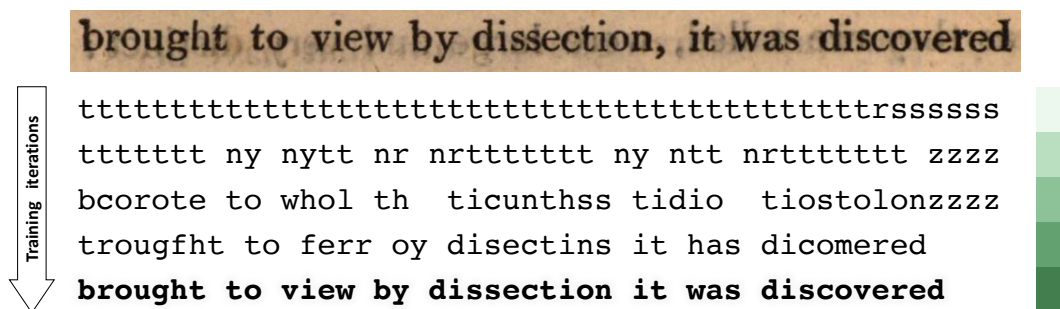 brought to view by dissection, it was discovered
Training iterations
tttttttttttttttttttttttttttttttttttttttttttrssssss
ttttttt ny nytt nr nrttttttt ny ntt nrttttttt zzzz
bcorote to whol th  ticunthss tidio  tiostolonzzzz
trougfht to ferr oy disectins it has dicomered
brought to view by dissection it was discovered